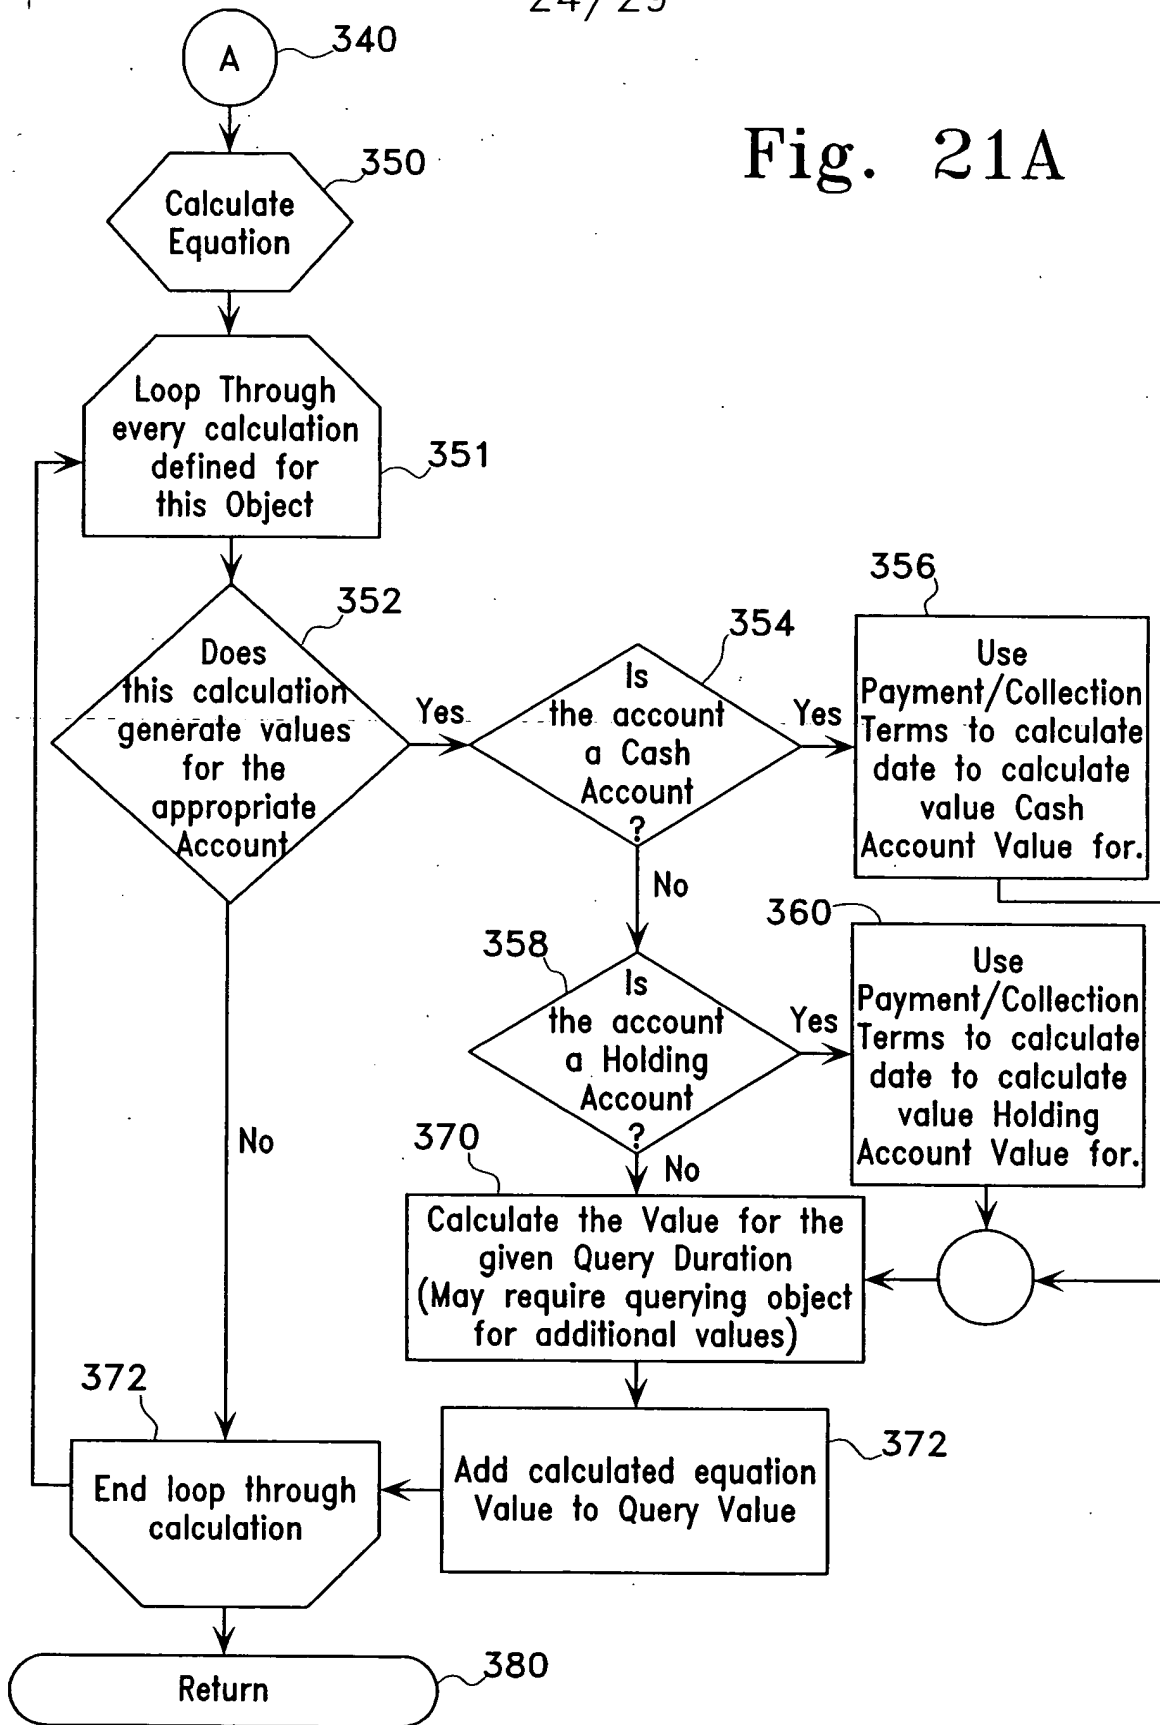 24/29
A
340
Fig. 21A
350
Calculate
Equation
Loop Through
every calculation
defined for
this Object
351
352
Does
this calculation
generate values
for the
appropriate
Account
Yes
354
Is
the account
a Cash
Account
?
Yes
356
Use
Payment/Collection
Terms to calculate
date to calculate
value Cash
Account Value for.
No
No
358
Is
the account
a Holding
Account
?
Yes
360
Use
Payment/Collection
Terms to calculate
date to calculate
value Holding
Account Value for.
No
370
Calculate the Value for the
given Query Duration
(May require querying object
for additional values)
372
End loop through
calculation
Add calculated equation
Value to Query Value
372
Return
380